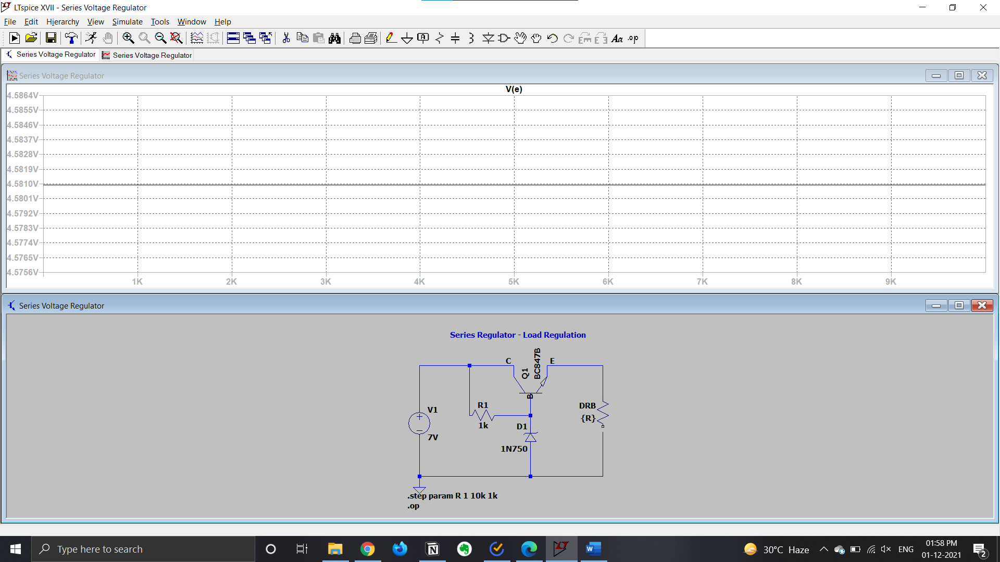 LTspice XVII - Series Voltage Regulator
File Edit Hierarchy View Simulate Tools Window Help
Series Voltage Regulator Series Voltage Regulator
Series Voltage Regulator
V(e)
4.5864V
4.5855V
4.5846V
4.5837V
4.5828V
4.5819V
4.5810V
4.5801V
4.5792V
4.5783V
4.5774V
4.5765V
4.5756V
1K 2K 3K 4K 5K 6K 7K 8K 9K
Series Voltage Regulator
Series Regulator - Load Regulation
C Q1 BC847B E
B
V1 R1 DRB
7V 1k D1 {R}
1N750
.step param R 1 10k 1k
.op
Type here to search
30°C Haze ENG 01:58 PM
01-12-2021 2